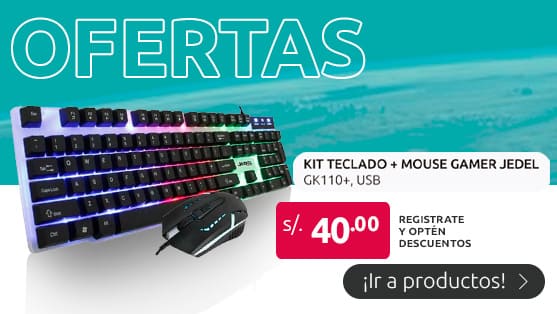 OFERTAS
KIT TECLADO + MOUSE GAMER JEDEL
GK110+, USB
S/. 40.00
REGISTRATE
Y OPTÉN
DESCUENTOS
¡Ir a productos!